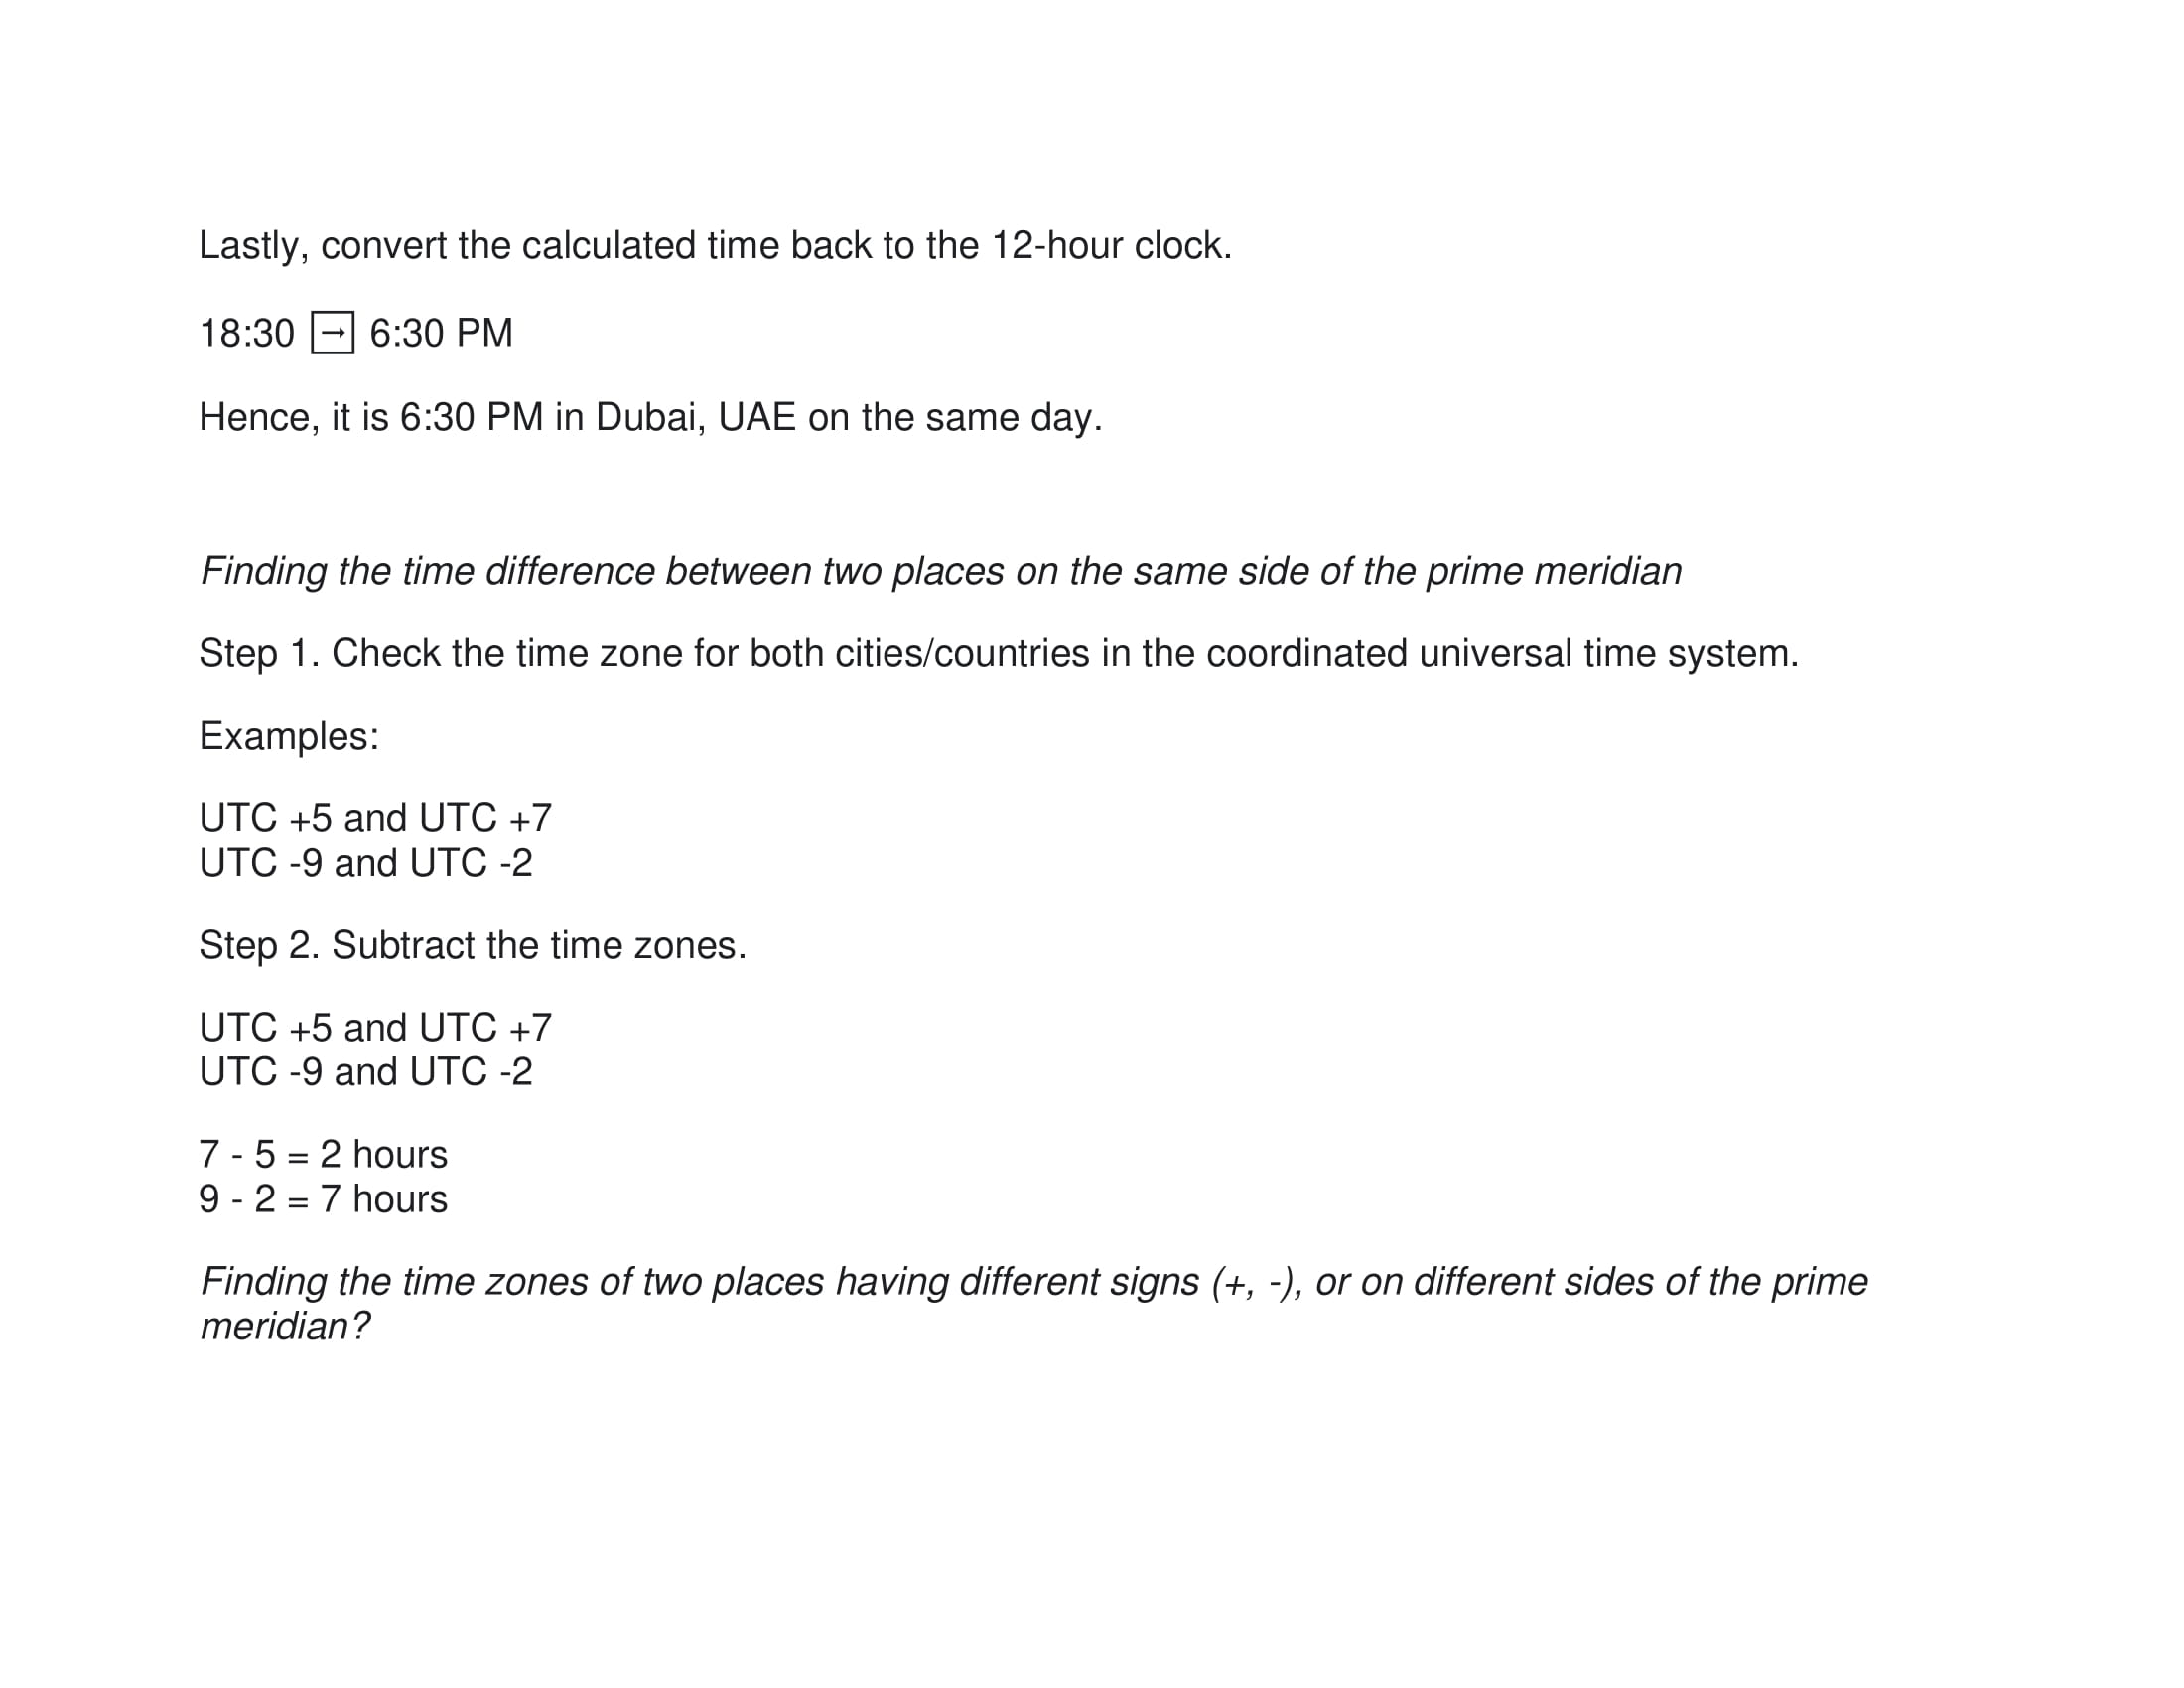 Lastly, convert the calculated time back to the 12-hour clock.
18:30 → 6:30 PM
Hence, it is 6:30 PM in Dubai, UAE on the same day.
Finding the time difference between two places on the same side of the prime meridian
Step 1. Check the time zone for both cities/countries in the coordinated universal time system.
Examples:
UTC +5 and UTC +7
UTC -9 and UTC -2
Step 2. Subtract the time zones.
UTC +5 and UTC +7
UTC -9 and UTC -2
7 - 5 = 2 hours
9 - 2 = 7 hours
Finding the time zones of two places having different signs (+, -), or on different sides of the prime
meridian?